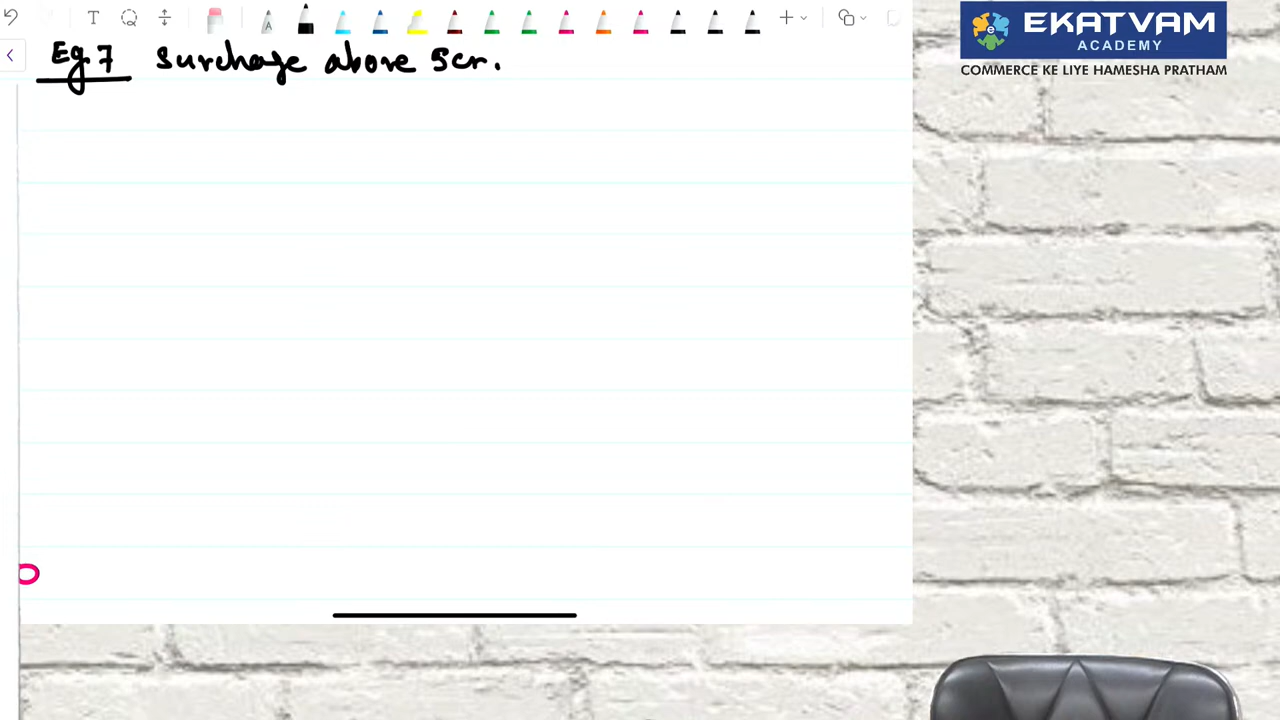 Eg.7 Surcharge above 5cr.
EKATVAM
ACADEMY
COMMERCE KE LIYE HAMESHA PRATHAM